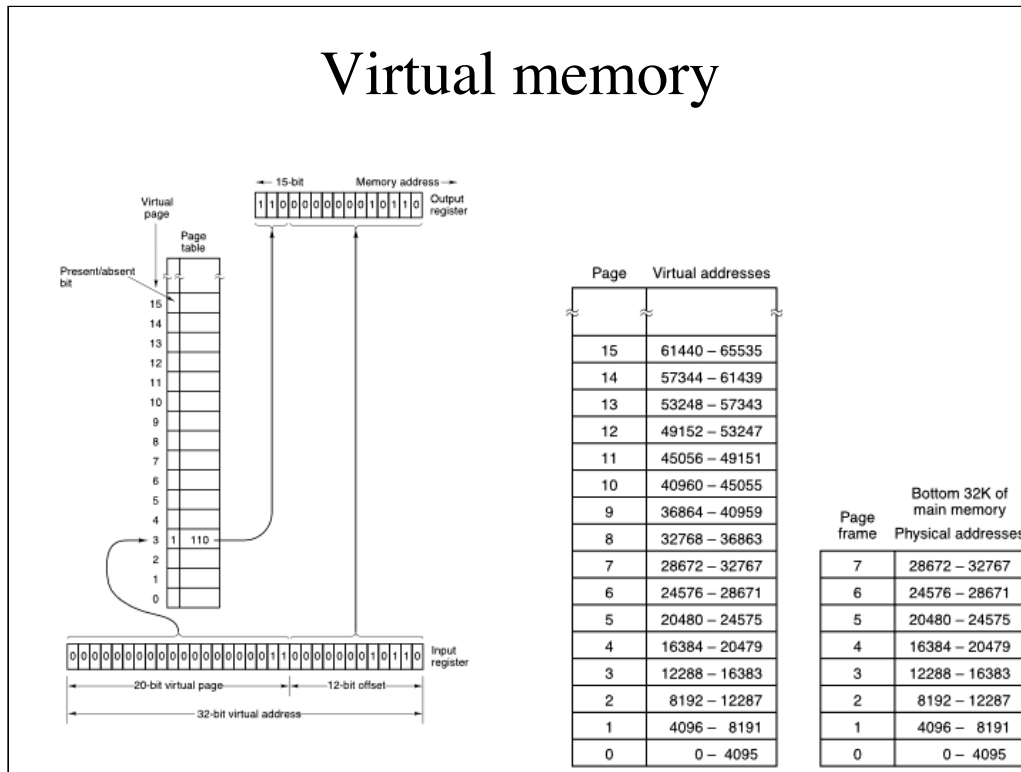 Virtual memory
15-bit Memory address
1 1 0 0 0 0 0 0 0 0 1 0 1 1 0
Output
register
Virtual
page
Page
table
Present/absent
bit
15
14
13
12
11
10
9
8
7
6
5
4
3 1 110
2
1
0
0 0 0 0 0 0 0 0 0 0 0 0 0 0 0 0 0 0 1 1 0 0 0 0 0 0 0 1 0 1 1 0
Input
register
20-bit virtual page 12-bit offset
32-bit virtual address
Page Virtual addresses
15 61440 – 65535
14 57344 – 61439
13 53248 – 57343
12 49152 – 53247
11 45056 – 49151
10 40960 – 45055
9 36864 – 40959
8 32768 – 36863
7 28672 – 32767
6 24576 – 28671
5 20480 – 24575
4 16384 – 20479
3 12288 – 16383
2 8192 – 12287
1 4096 – 8191
0 0 – 4095
Bottom 32K of
main memory
Page
frame
Physical addresses
7 28672 – 32767
6 24576 – 28671
5 20480 – 24575
4 16384 – 20479
3 12288 – 16383
2 8192 – 12287
1 4096 – 8191
0 0 – 4095